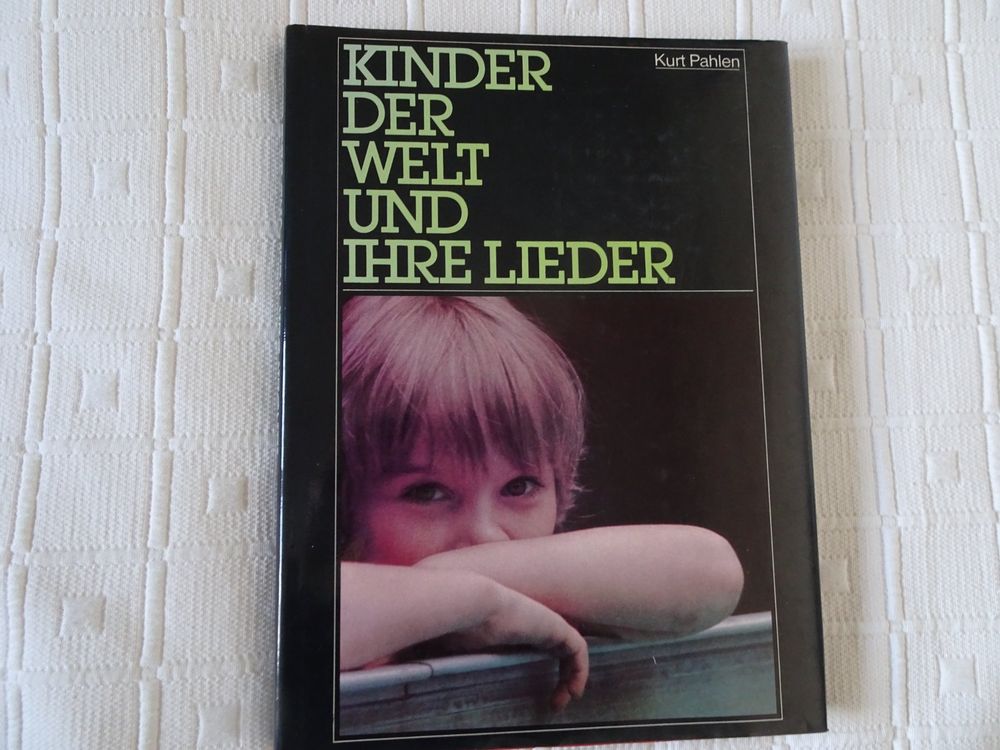 Kurt Pahlen
KINDER
DER
WELT
UND
IHRE LIEDER